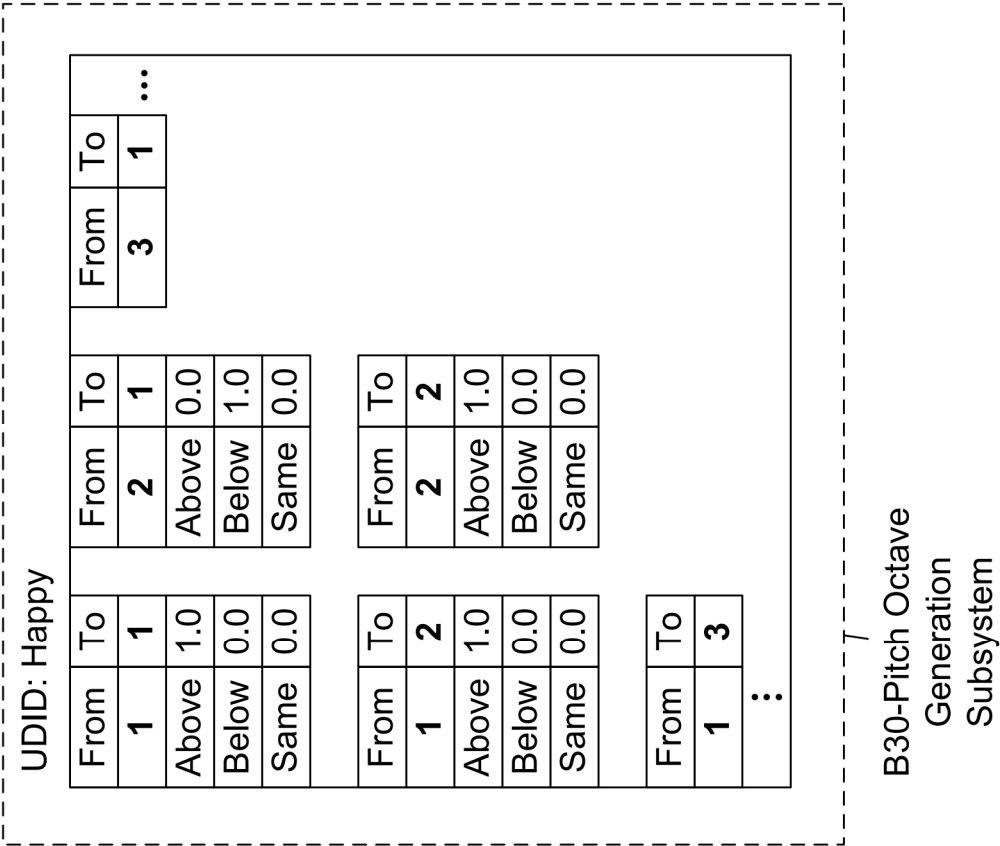 UDID: Happy
From To
1 1
Above 1.0
Below 0.0
Same 0.0
From To
2 1
Above 0.0
Below 1.0
Same 0.0
From To
3 1
...
From To
1 2
Above 1.0
Below 0.0
Same 0.0
From To
2 2
Above 1.0
Below 0.0
Same 0.0
From To
1 3
...
B30-Pitch Octave
Generation
Subsystem